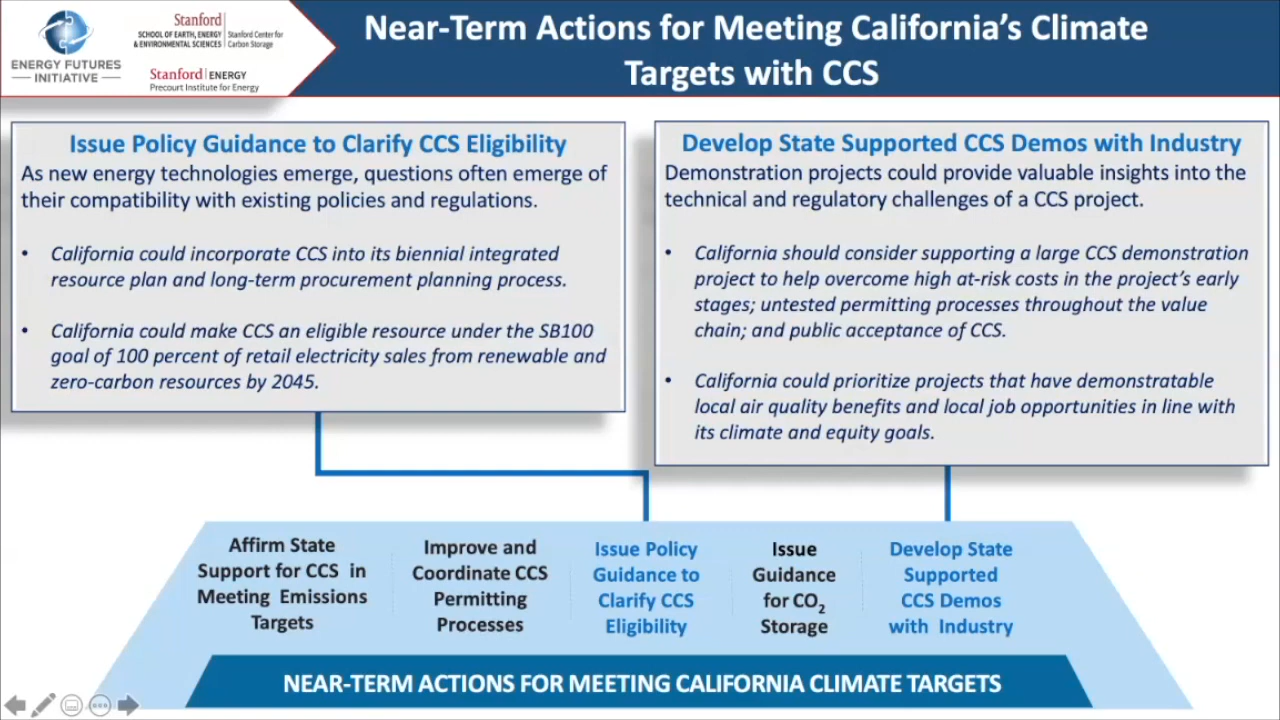 ENERGY FUTURES
INITIATIVE
Stanford
SCHOOL OF EARTH, ENERGY
& ENVIRONMENTAL SCIENCES
Stanford Center for
Carbon Storage
Stanford ENERGY
Precourt Institute for Energy
Near-Term Actions for Meeting California's Climate
Targets with CCS
Issue Policy Guidance to Clarify CCS Eligibility
As new energy technologies emerge, questions often emerge of
their compatibility with existing policies and regulations.
• California could incorporate CCS into its biennial integrated
resource plan and long-term procurement planning process.
• California could make CCS an eligible resource under the SB100
goal of 100 percent of retail electricity sales from renewable and
zero-carbon resources by 2045.
Develop State Supported CCS Demos with Industry
Demonstration projects could provide valuable insights into the
technical and regulatory challenges of a CCS project.
• California should consider supporting a large CCS demonstration
project to help overcome high at-risk costs in the project's early
stages; untested permitting processes throughout the value
chain; and public acceptance of CCS.
• California could prioritize projects that have demonstratable
local air quality benefits and local job opportunities in line with
its climate and equity goals.
Affirm State
Support for CCS in
Meeting Emissions
Targets
Improve and
Coordinate CCS
Permitting
Processes
Issue Policy
Guidance to
Clarify CCS
Eligibility
Issue
Guidance
for CO₂
Storage
Develop State
Supported
CCS Demos
with Industry
NEAR-TERM ACTIONS FOR MEETING CALIFORNIA CLIMATE TARGETS